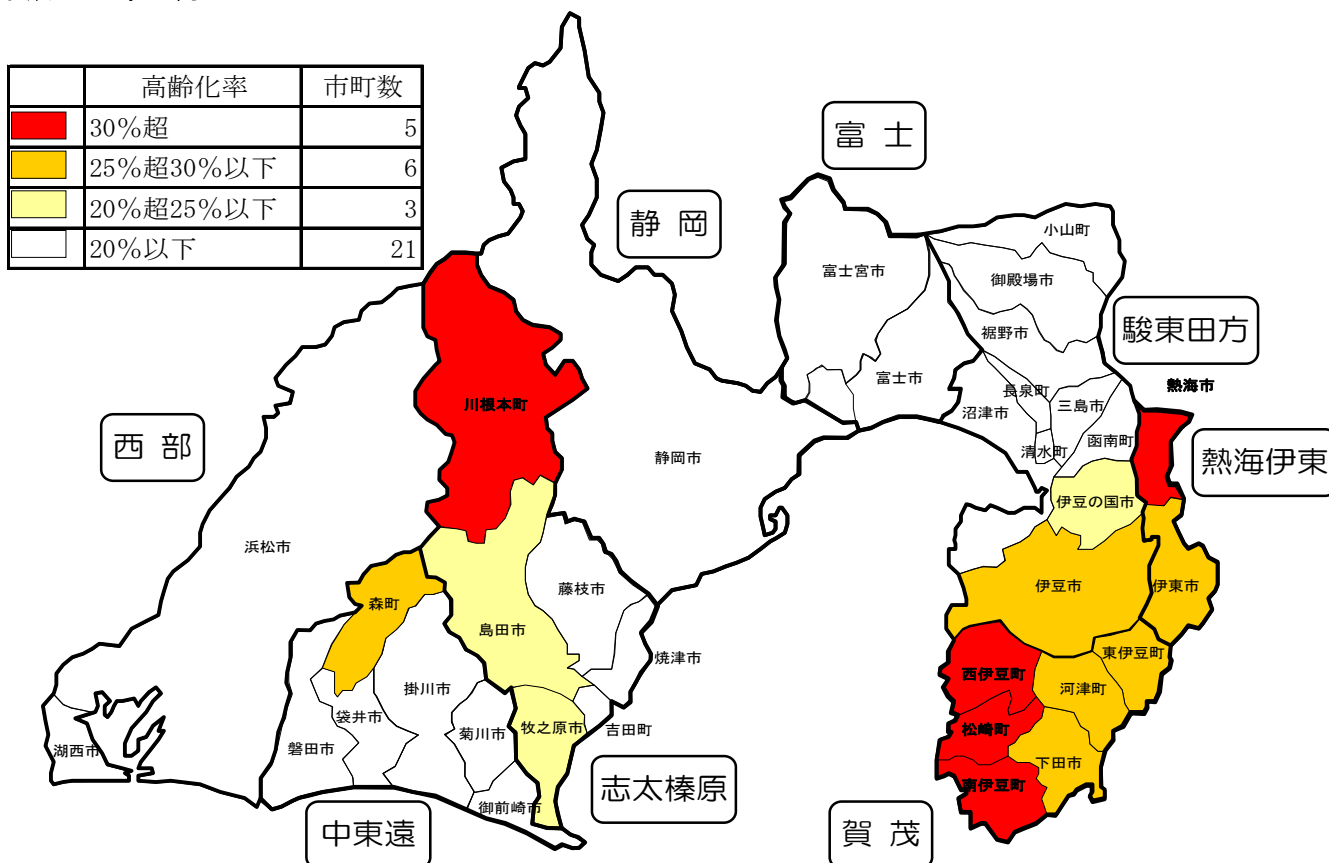 高齢化率 市町数
30％超 5
25％超30％以下 6
20％超25％以下 3
20％以下 21
富 士
静 岡
小山町
富士宮市
御殿場市
裾野市
駿東田方
富士市
長泉町
熱海市
川根本町
沼津市
三島市
西 部
清水町
函南町
静岡市
熱海伊東
伊豆の国市
浜松市
藤枝市
伊豆市
伊東市
森町
島田市
東伊豆町
焼津市
西伊豆町
河津町
掛川市
袋井市
牧之原市
吉田町
松崎町
菊川市
湖西市
磐田市
下田市
志太榛原
南伊豆町
御前崎市
中東遠
賀 茂